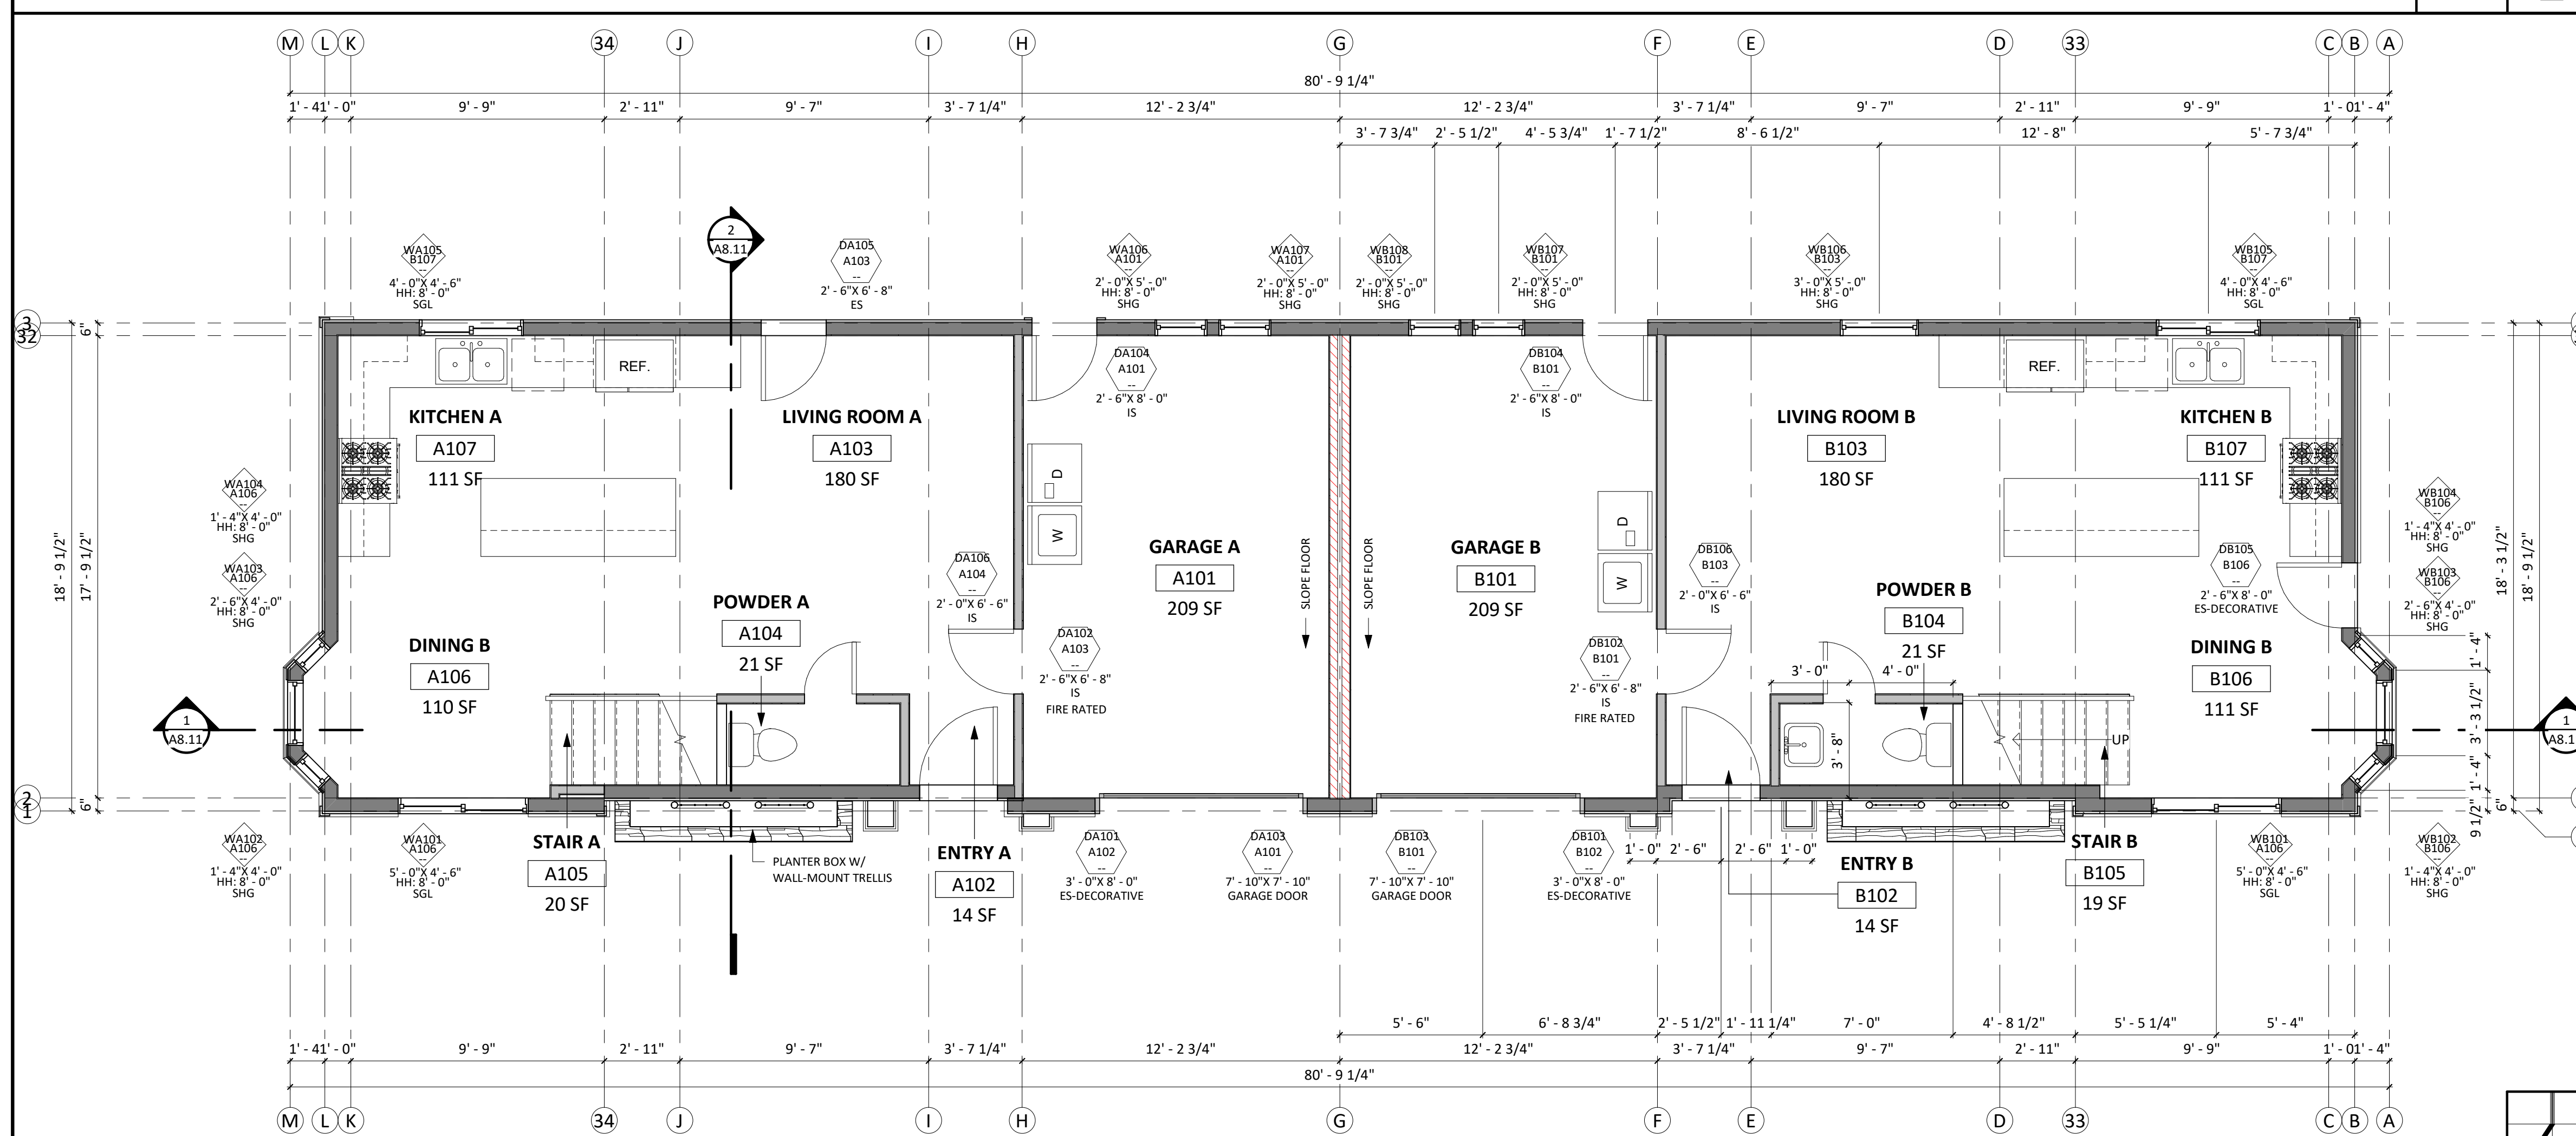 M L K 34 J I H G F E D 33 C B A
80' - 9 1/4"
1' - 4 1' - 0" 9' - 9" 2' - 11" 9' - 7" 3' - 7 1/4" 12' - 2 3/4" 12' - 2 3/4" 3' - 7 1/4" 9' - 7" 2' - 11" 9' - 9" 1' - 0 1' - 4"
3' - 7 3/4" 2' - 5 1/2" 4' - 5 3/4" 1' - 7 1/2" 8' - 6 1/2" 12' - 8" 5' - 7 3/4"
2
A8.11
WA105
B107
--
4' - 0"X 4' - 6"
HH: 8' - 0"
SGL
DA105
A103
--
2' - 6"X 6' - 8"
ES
WA106
A101
--
2' - 0"X 5' - 0"
HH: 8' - 0"
SHG
WA107
A101
--
2' - 0"X 5' - 0"
HH: 8' - 0"
SHG
WB108
B101
--
2' - 0"X 5' - 0"
HH: 8' - 0"
SHG
WB107
B101
--
2' - 0"X 5' - 0"
HH: 8' - 0"
SHG
WB106
B103
--
3' - 0"X 5' - 0"
HH: 8' - 0"
SHG
WB105
B107
--
4' - 0"X 4' - 6"
HH: 8' - 0"
SGL
3
32
6"
18' - 9 1/2"
17' - 9 1/2"
2
1
6"
REF.
KITCHEN A
A107
111 SF
LIVING ROOM A
A103
180 SF
DA104
A101
--
2' - 6"X 8' - 0"
IS
D
W
GARAGE A
A101
209 SF
SLOPE FLOOR
SLOPE FLOOR
DB104
B101
--
2' - 6"X 8' - 0"
IS
GARAGE B
B101
209 SF
D
W
REF.
LIVING ROOM B
B103
180 SF
KITCHEN B
B107
111 SF
WA104
A106
--
1' - 4"X 4' - 0"
HH: 8' - 0"
SHG
WA103
A106
--
2' - 6"X 4' - 0"
HH: 8' - 0"
SHG
DINING B
A106
110 SF
POWDER A
A104
21 SF
DA106
A104
--
2' - 0"X 6' - 6"
IS
DA102
A103
--
2' - 6"X 6' - 8"
IS
FIRE RATED
DB102
B101
--
2' - 6"X 6' - 8"
IS
FIRE RATED
DB106
B103
--
2' - 0"X 6' - 6"
IS
POWDER B
B104
21 SF
3' - 0" 4' - 0"
3' - 8"
UP
DB105
B106
--
2' - 6"X 8' - 0"
ES-DECORATIVE
DINING B
B106
111 SF
WB104
B106
--
1' - 4"X 4' - 0"
HH: 8' - 0"
SHG
WB103
B106
--
2' - 6"X 4' - 0"
HH: 8' - 0"
SHG
18' - 3 1/2"
18' - 9 1/2"
1' - 4"
3' - 3 1/2"
1' - 4"
9 1/2"
6"
1
A8.11
1
A8.1
WA102
A106
--
1' - 4"X 4' - 0"
HH: 8' - 0"
SHG
WA101
A106
--
5' - 0"X 4' - 6"
HH: 8' - 0"
SGL
STAIR A
A105
20 SF
PLANTER BOX W/
WALL-MOUNT TRELLIS
ENTRY A
A102
14 SF
DA101
A102
--
3' - 0"X 8' - 0"
ES-DECORATIVE
DA103
A101
--
7' - 10"X 7' - 10"
GARAGE DOOR
DB103
B101
--
7' - 10"X 7' - 10"
GARAGE DOOR
DB101
B102
--
3' - 0"X 8' - 0"
ES-DECORATIVE
1' - 0" 2' - 6" 2' - 6" 1' - 0"
ENTRY B
B102
14 SF
STAIR B
B105
19 SF
WB101
A106
--
5' - 0"X 4' - 6"
HH: 8' - 0"
SGL
WB102
B106
--
1' - 4"X 4' - 0"
HH: 8' - 0"
SHG
5' - 6" 6' - 8 3/4" 2' - 5 1/2" 1' - 11 1/4" 7' - 0" 4' - 8 1/2" 5' - 5 1/4" 5' - 4"
1' - 4 1' - 0" 9' - 9" 2' - 11" 9' - 7" 3' - 7 1/4" 12' - 2 3/4" 12' - 2 3/4" 3' - 7 1/4" 9' - 7" 2' - 11" 9' - 9" 1' - 0 1' - 4"
80' - 9 1/4"
M L K 34 J I H G F E D 33 C B A